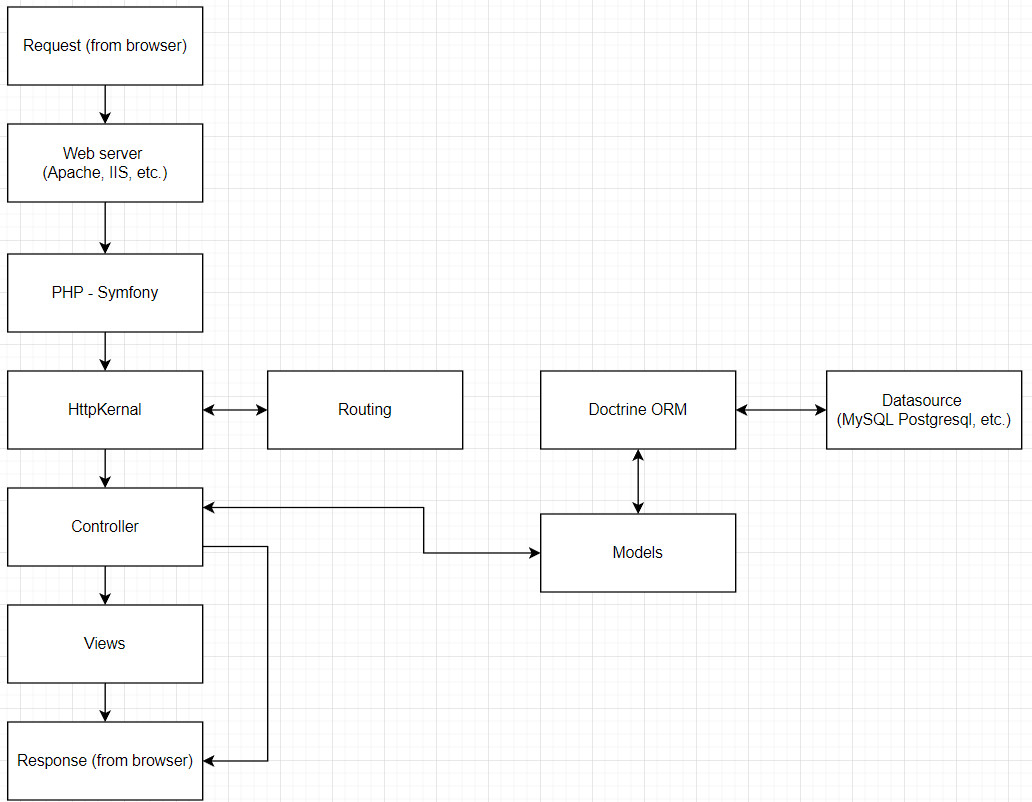 Request (from browser)
Web server
(Apache, IIS, etc.)
PHP - Symfony
HttpKernal
Routing
Doctrine ORM
Datasource
(MySQL Postgresql, etc.)
Controller
Models
Views
Response (from browser)